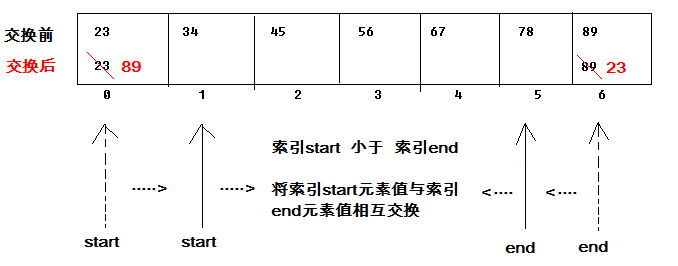 交换前 23 34 45 56 67 78 89
交换后 23 89 89 23
0 1 2 3 4 5 6
索引start 小于 索引end
将索引start元素值与索引
end元素值相互交换
start start end end